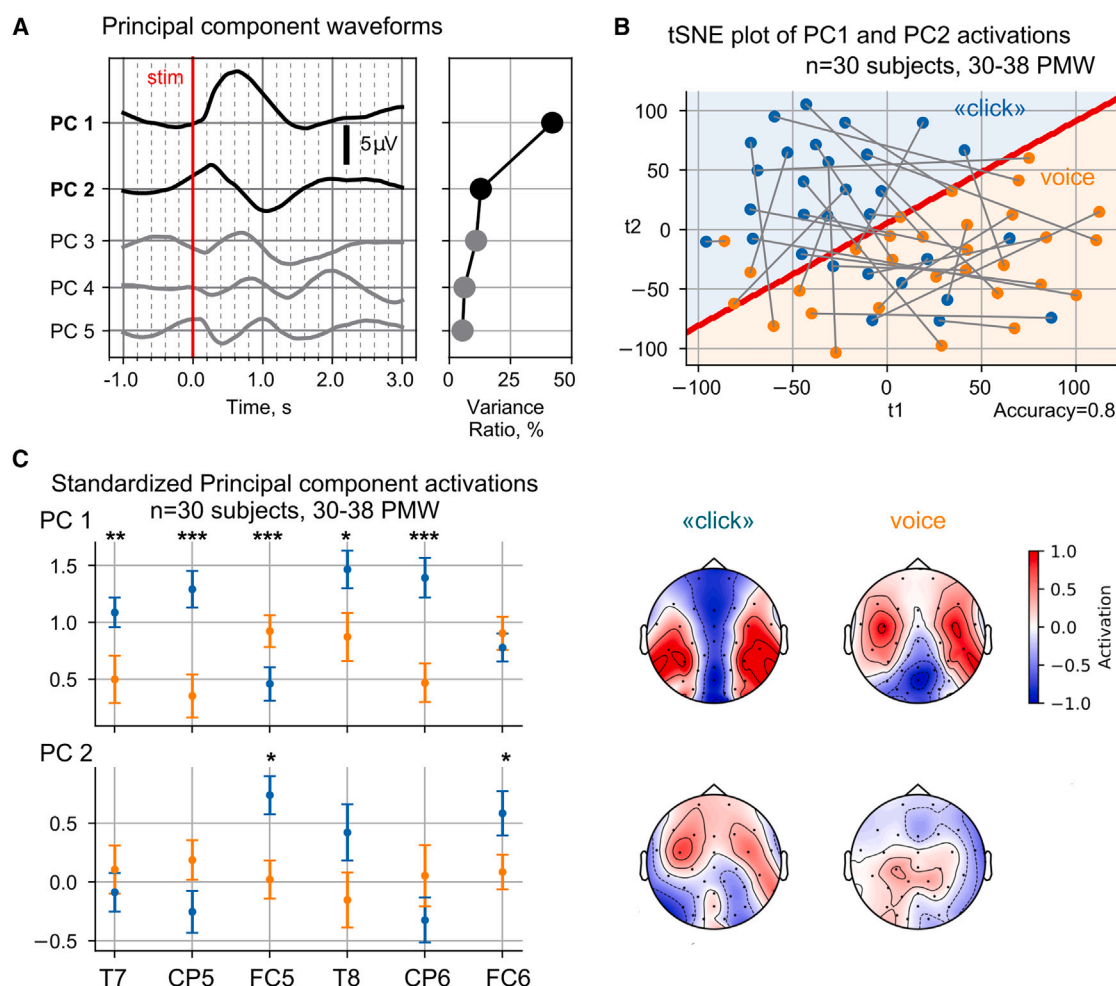 A
Principal component waveforms
stim
PC 1
PC 2
PC 3
PC 4
PC 5
5μV
-1.0 0.0 1.0 2.0 3.0
Time, s
0 25 50
Variance
Ratio, %
B
tSNE plot of PC1 and PC2 activations
n=30 subjects, 30-38 PMW
«click»
voice
100
50
t2
0
−50
−100
−100 −50 0 50 100
t1
Accuracy=0.8
C
Standardized Principal component activations
n=30 subjects, 30-38 PMW
PC 1
** *** *** * ***
1.5
1.0
0.5
PC 2
* *
0.5
0.0
−0.5
T7 CP5 FC5 T8 CP6 FC6
«click» voice
1.0
0.5
0.0
−0.5
−1.0
Activation